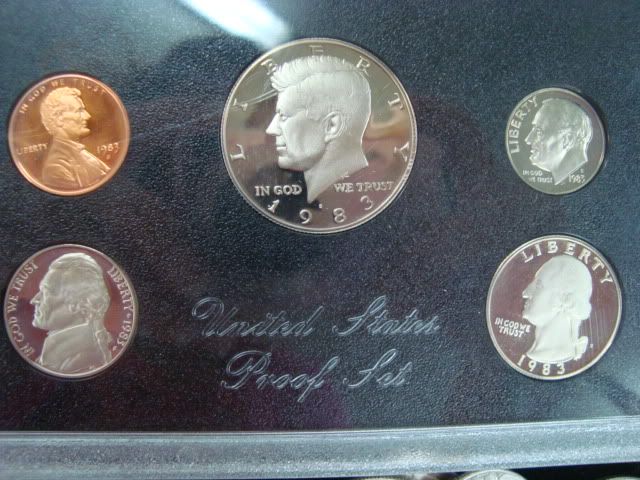 IN GOD WE TRUST
LIBERTY
1983
S
LIBERTY
IN GOD WE TRUST
1983
LIBERTY
IN GOD
WE TRUST
1983
IN GOD WE TRUST
LIBERTY · 1983
LIBERTY
IN GOD WE
TRUST
1983
United States
Proof Set